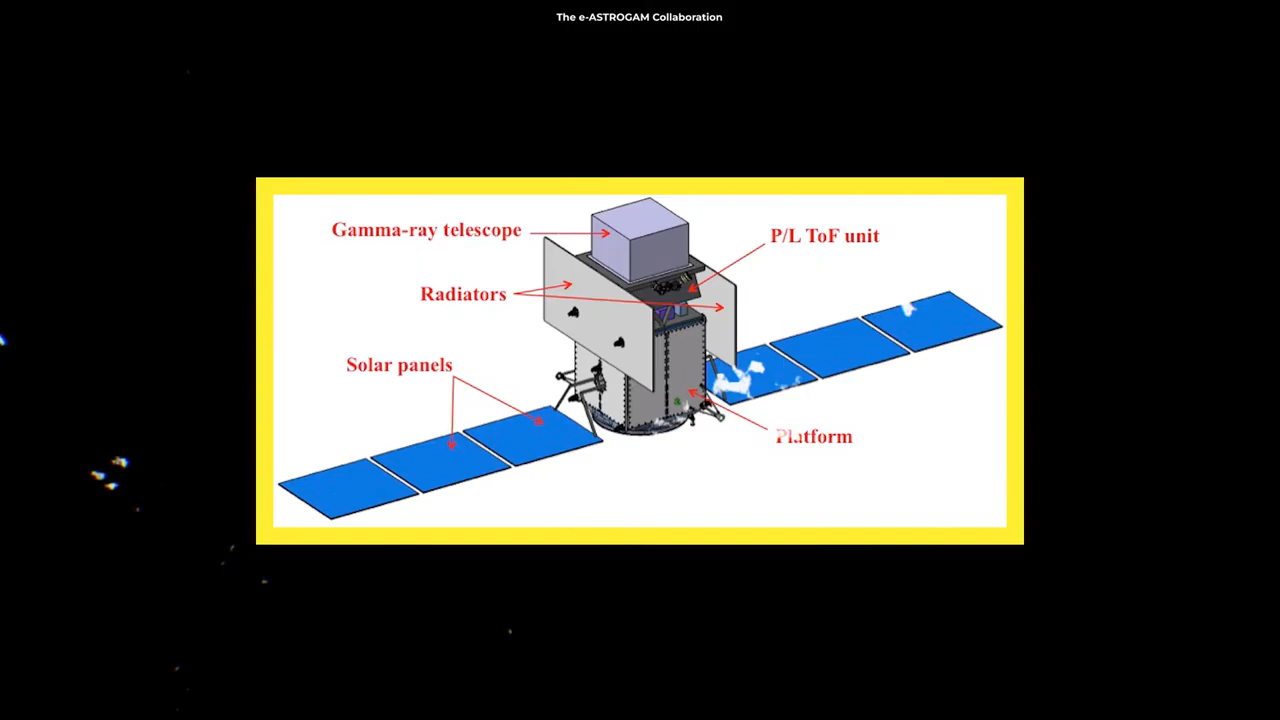 The e-ASTROGAM Collaboration
Gamma-ray telescope
P/L ToF unit
Radiators
Solar panels
Platform